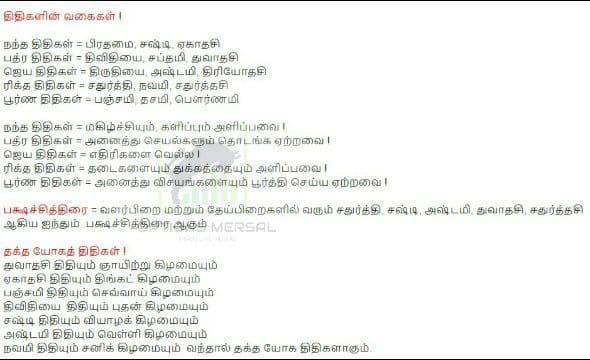 திதிகளின் வகைகள் !
நந்த திதிகள் = பிரதமை, சஷ்டி, ஏகாதசி
பத்ர திதிகள் = திவிதியை, சப்தமி, துவாதசி
ஜெய திதிகள் = திருதியை, அஷ்டமி, திரியோதசி
ரிக்த திதிகள் = சதுர்த்தி, நவமி, சதுர்த்தசி
பூர்ண திதிகள் = பஞ்சமி, தசமி, பௌர்ணமி
நந்த திதிகள் = மகிழ்ச்சியும், களிப்பும் அளிப்பவை !
பத்ர திதிகள் = அனைத்து செயல்களும் தொடங்க ஏற்றவை !
ஜெய திதிகள் = எதிரிகளை வெல்ல !
ரிக்த திதிகள் = தடைகளையும் துக்கத்தையும் அளிப்பவை !
பூர்ண திதிகள் = அனைத்து விசயங்களையும் பூர்த்தி செய்ய ஏற்றவை !
பக்ஷச்சித்திரை = வளர்பிறை மற்றும் தேய்பிறைகளில் வரும் சதுர்த்தி, சஷ்டி, அஷ்டமி, துவாதசி, சதுர்த்தசி
ஆகிய ஐந்தும் பக்ஷச்சித்திரை ஆகும்
MERSAL
தக்த யோகத் திதிகள் !
துவாதசி திதியும் ஞாயிற்று கிழமையும்
ஏகாதசி திதியும் திங்கட் கிழமையும்
பஞ்சமி திதியும் செவ்வாய் கிழமையும்
திவிதியை திதியும் புதன் கிழமையும்
சஷ்டி திதியும் வியாழக் கிழமையும்
அஷ்டமி திதியும் வெள்ளி கிழமையும்
நவமி திதியும் சனிக் கிழமையும் வந்தால் தக்த யோக திதிகளாகும்.